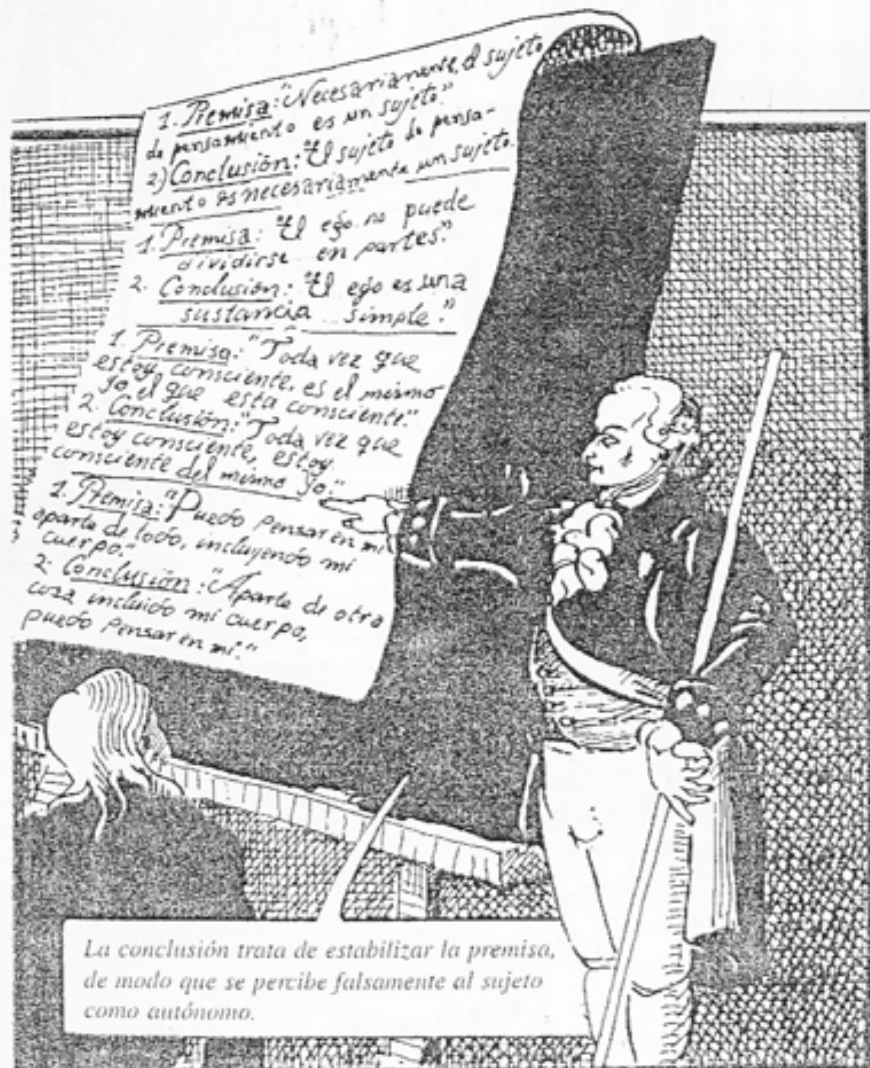 1. Premisa: "Necesariamente, el sujeto
de pensamiento es un sujeto."
2) Conclusión: "El sujeto de pensa-
miento es necesariamente un sujeto.
1. Premisa: "El ego no puede
dividirse en partes."
2. Conclusión: "El ego es una
sustancia simple."
1. Premisa: "Toda vez que
estoy consciente, es el mismo
yo el que esta consciente."
2. Conclusión: "Toda vez que
estoy consciente, estoy
consciente del mismo yo."
1. Premisa: "Puedo pensar en mi
aparte de todo, incluyendo mi
cuerpo."
2. Conclusión: "Aparte de otra
cosa incluido mi cuerpo,
puedo pensar en mi."
La conclusión trata de estabilizar la premisa,
de modo que se percibe falsamente al sujeto
como autónomo.